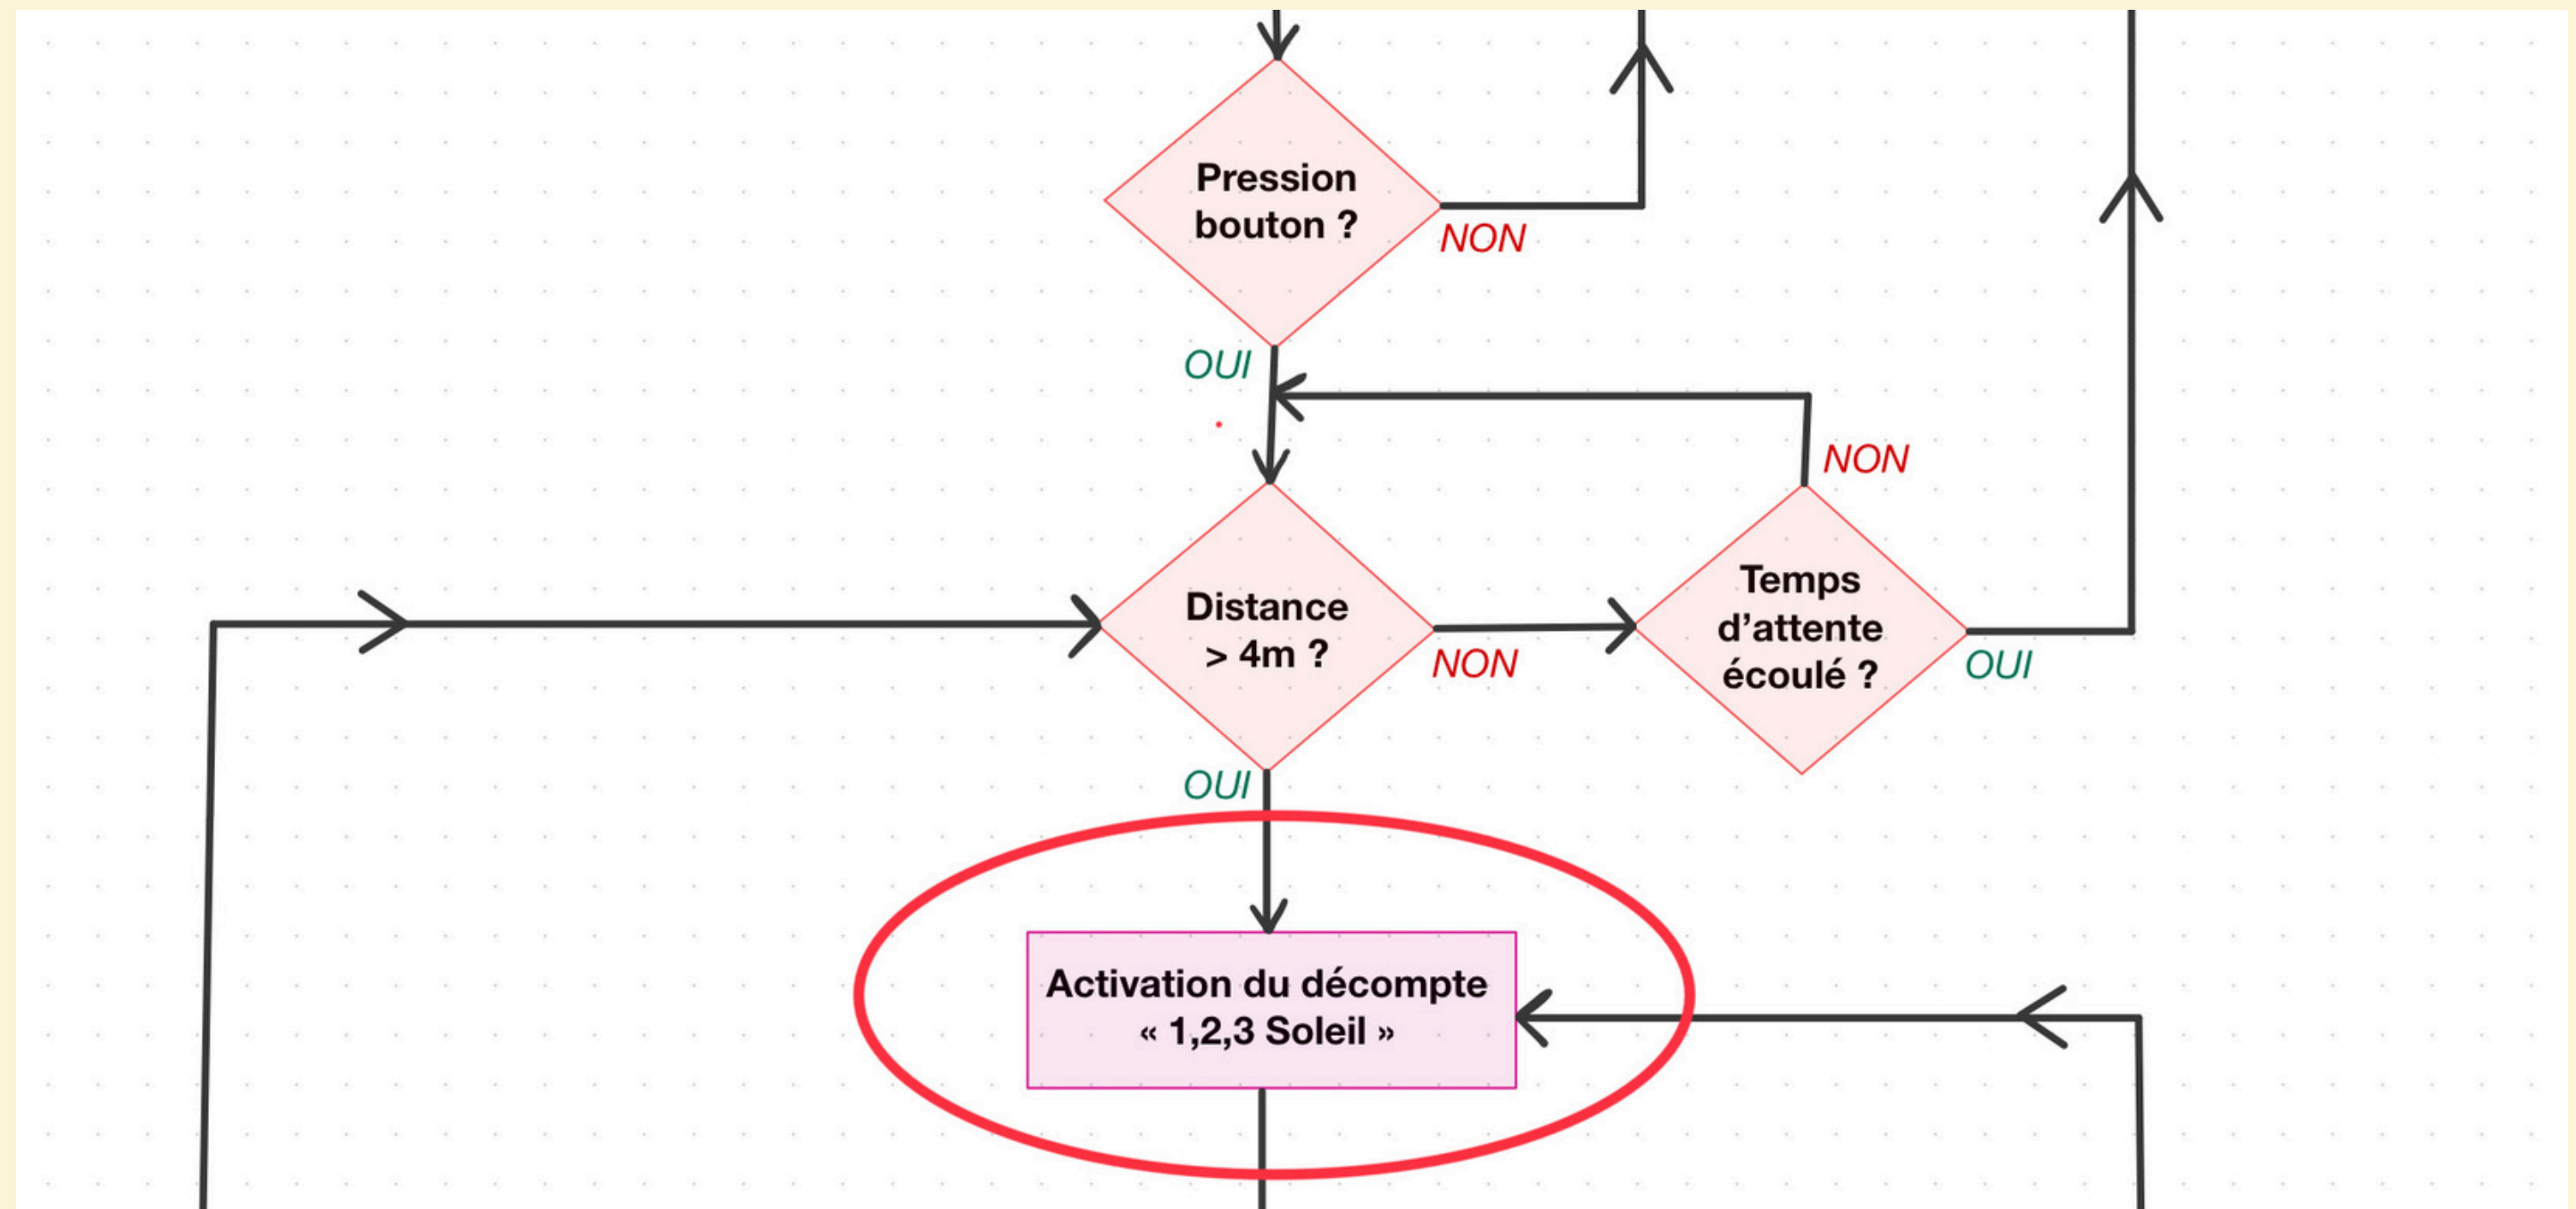 Pression
bouton ?
NON
OUI
NON
Distance
> 4m ?
NON
Temps
d’attente
écoulé ?
OUI
OUI
Activation du décompte
« 1,2,3 Soleil »